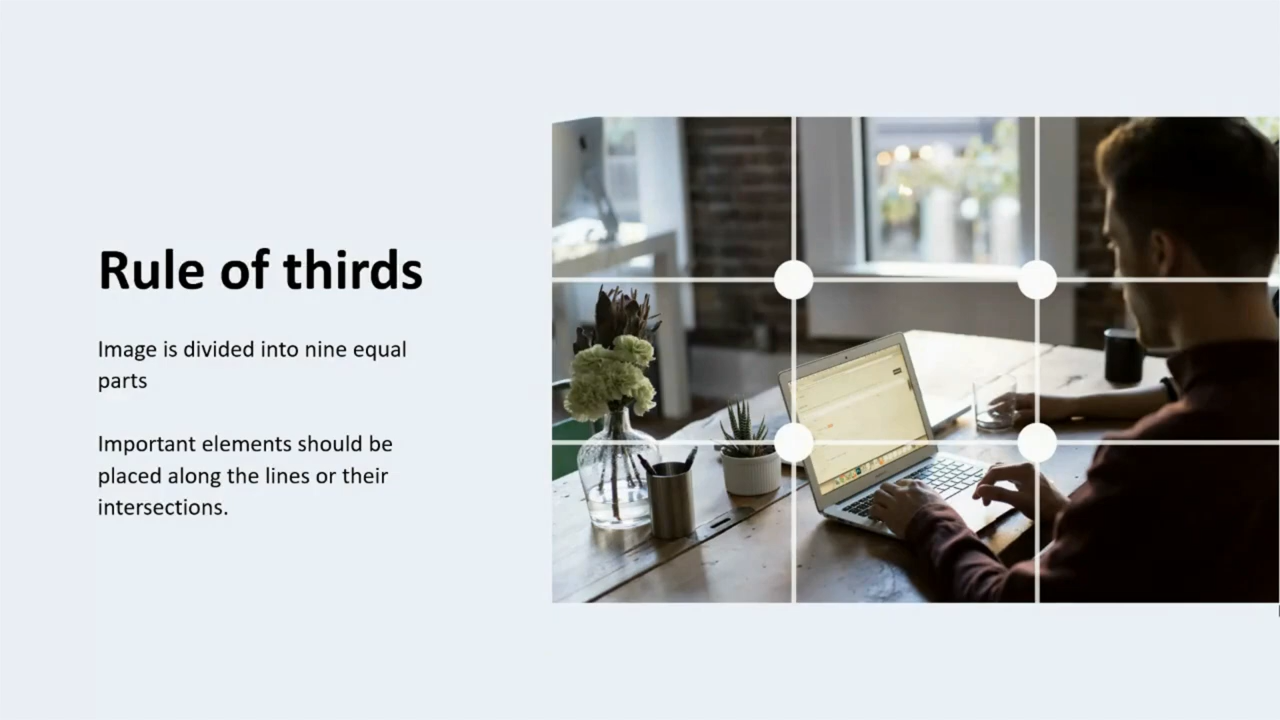 Rule of thirds
Image is divided into nine equal
parts
Important elements should be
placed along the lines or their
intersections.